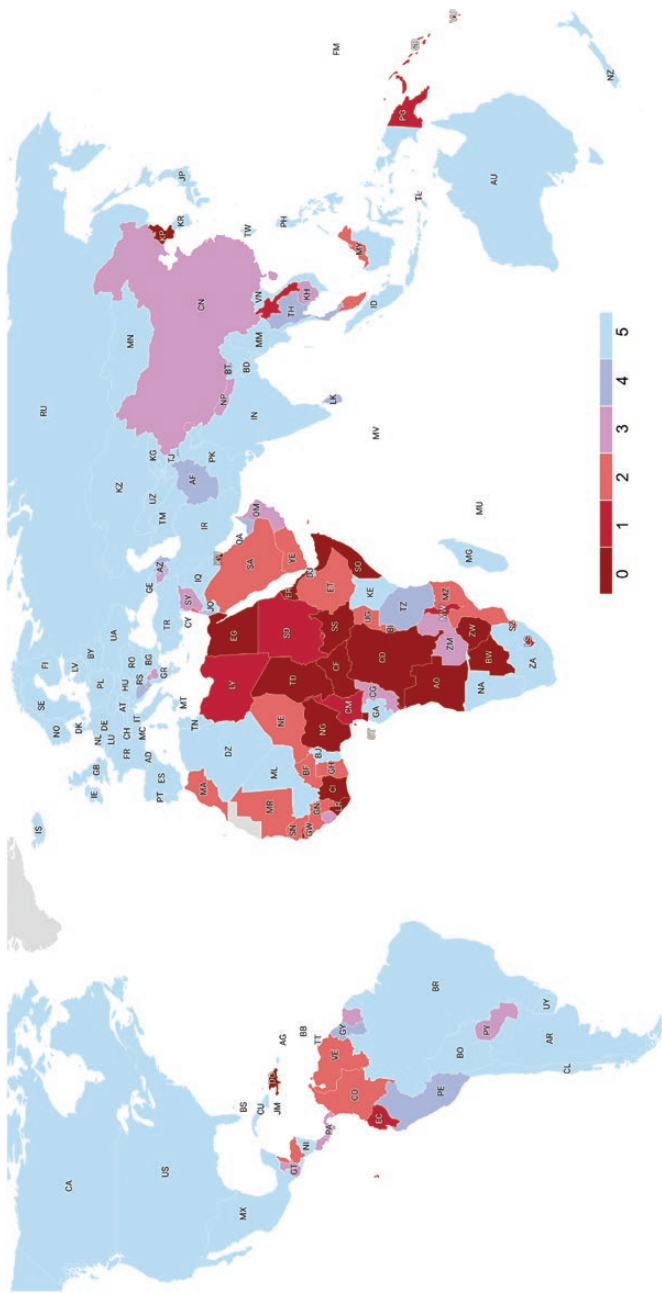 CA
US
MX
IS
NO
SE
FI
RU
IE
GB
DK
LV
NL
DE
PL
BY
LU
UA
FR
CH
AT
HU
RO
AD
MC
IT
RS
BG
PT
ES
GR
GE
AZ
KZ
UZ
TM
KG
TJ
MN
CN
KP
KR
JP
TN
MT
TR
CY
SY
IQ
IR
AF
PK
NP
BT
BD
IN
TW
MA
DZ
LY
EG
JO
SA
QA
OM
YE
MM
VN
TH
KH
PH
LK
MV
MY
ID
TL
PG
FM
BS
CU
JM
AG
BB
TT
GT
NI
PA
VE
GY
CO
EC
PE
BR
BO
PY
AR
UY
CL
MR
ML
NE
TD
SD
ER
DJ
SN
GW
GN
BF
BJ
GH
CI
LR
NG
CM
CF
SS
ET
SO
ST
GA
CG
CD
UG
KE
BI
TZ
AO
ZM
MW
MZ
ZW
NA
BW
ZA
SZ
MG
MU
AU
NZ
0
1
2
3
4
5